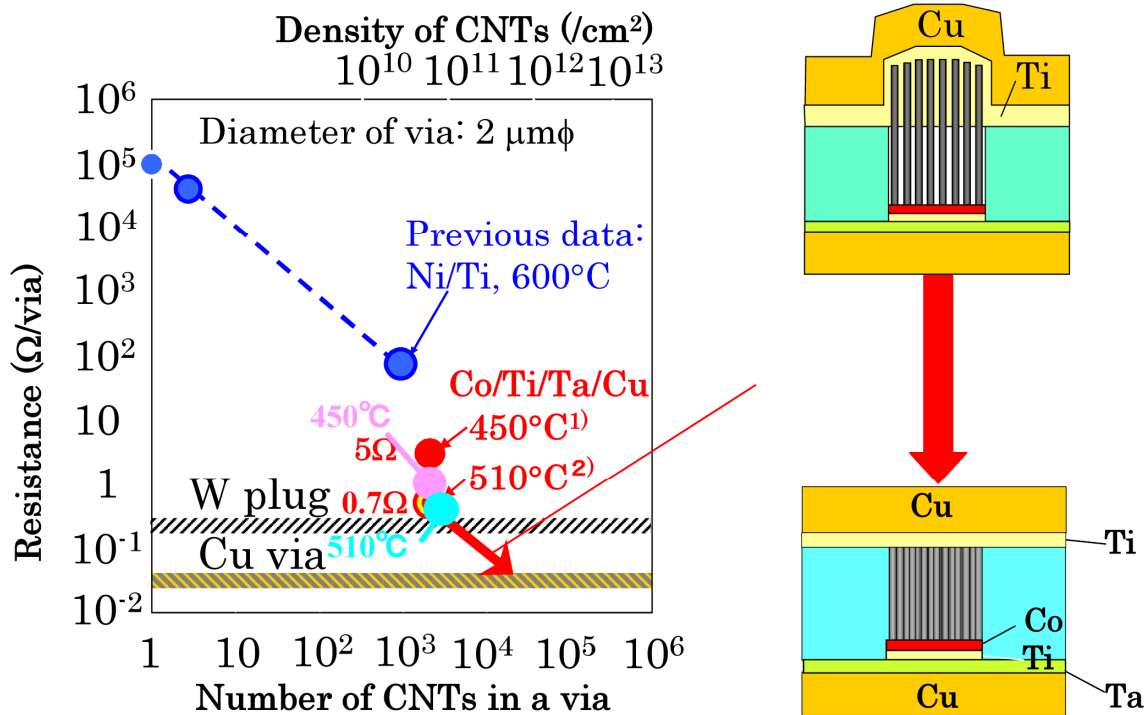 Density of CNTs (/cm²)
10¹⁰ 10¹¹ 10¹² 10¹³
Diameter of via: 2 μmϕ
10⁶
10⁵
10⁴
10³
10²
10
1
10⁻¹
10⁻²
Resistance (Ω/via)
Previous data:
Ni/Ti, 600°C
Co/Ti/Ta/Cu
450℃
450°C¹⁾
5Ω
510°C²⁾
W plug
0.7Ω
510℃
Cu via
1 10 10² 10³ 10⁴ 10⁵ 10⁶
Number of CNTs in a via
Cu
Ti
Cu
Ti
Co
Ti
Ta
Cu